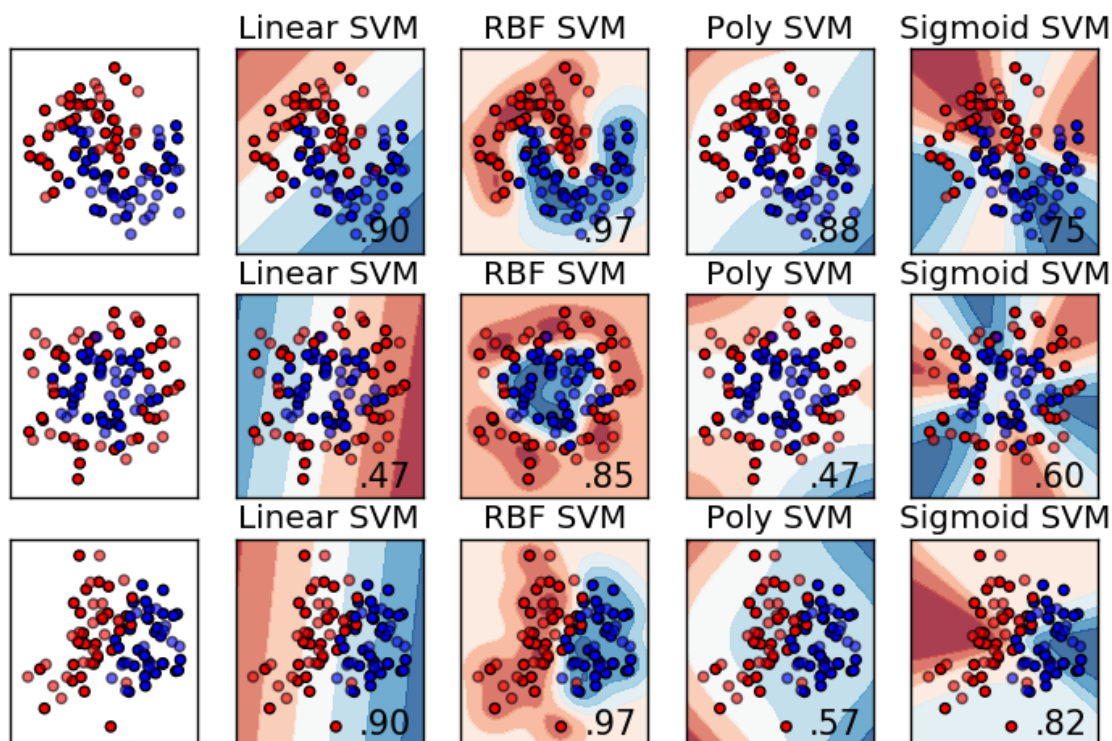 Linear SVM RBF SVM Poly SVM Sigmoid SVM
.90 .97 .88 .75
Linear SVM RBF SVM Poly SVM Sigmoid SVM
.47 .85 .47 .60
Linear SVM RBF SVM Poly SVM Sigmoid SVM
.90 .97 .57 .82